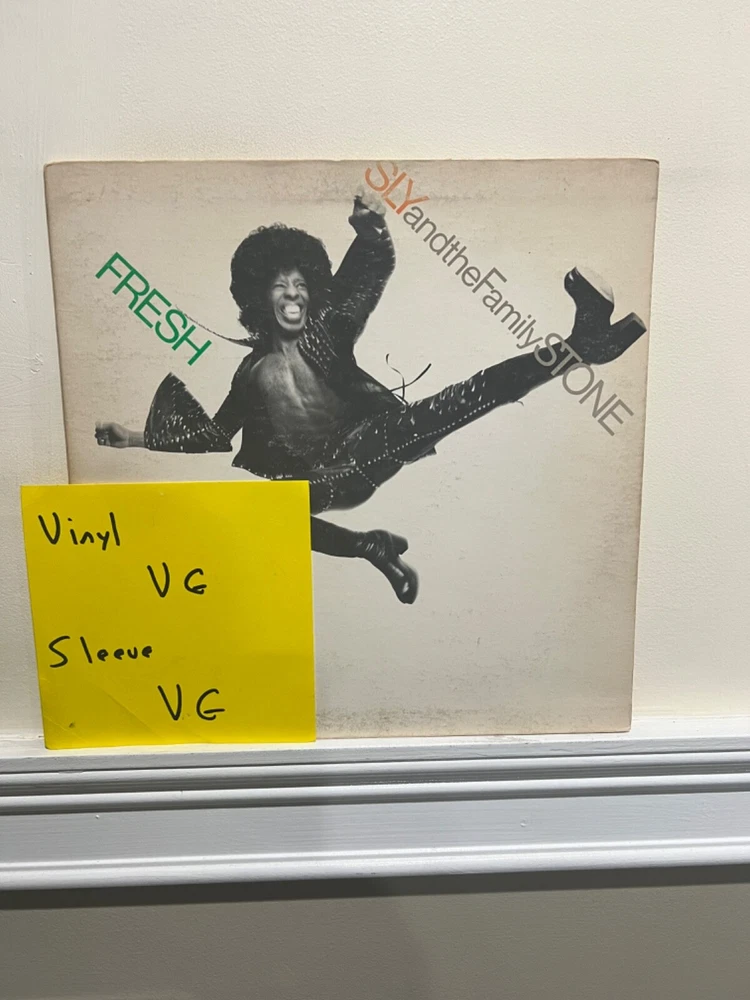 FRESH
SLYandtheFamilySTONE
Vinyl
VG
Sleeve
VG